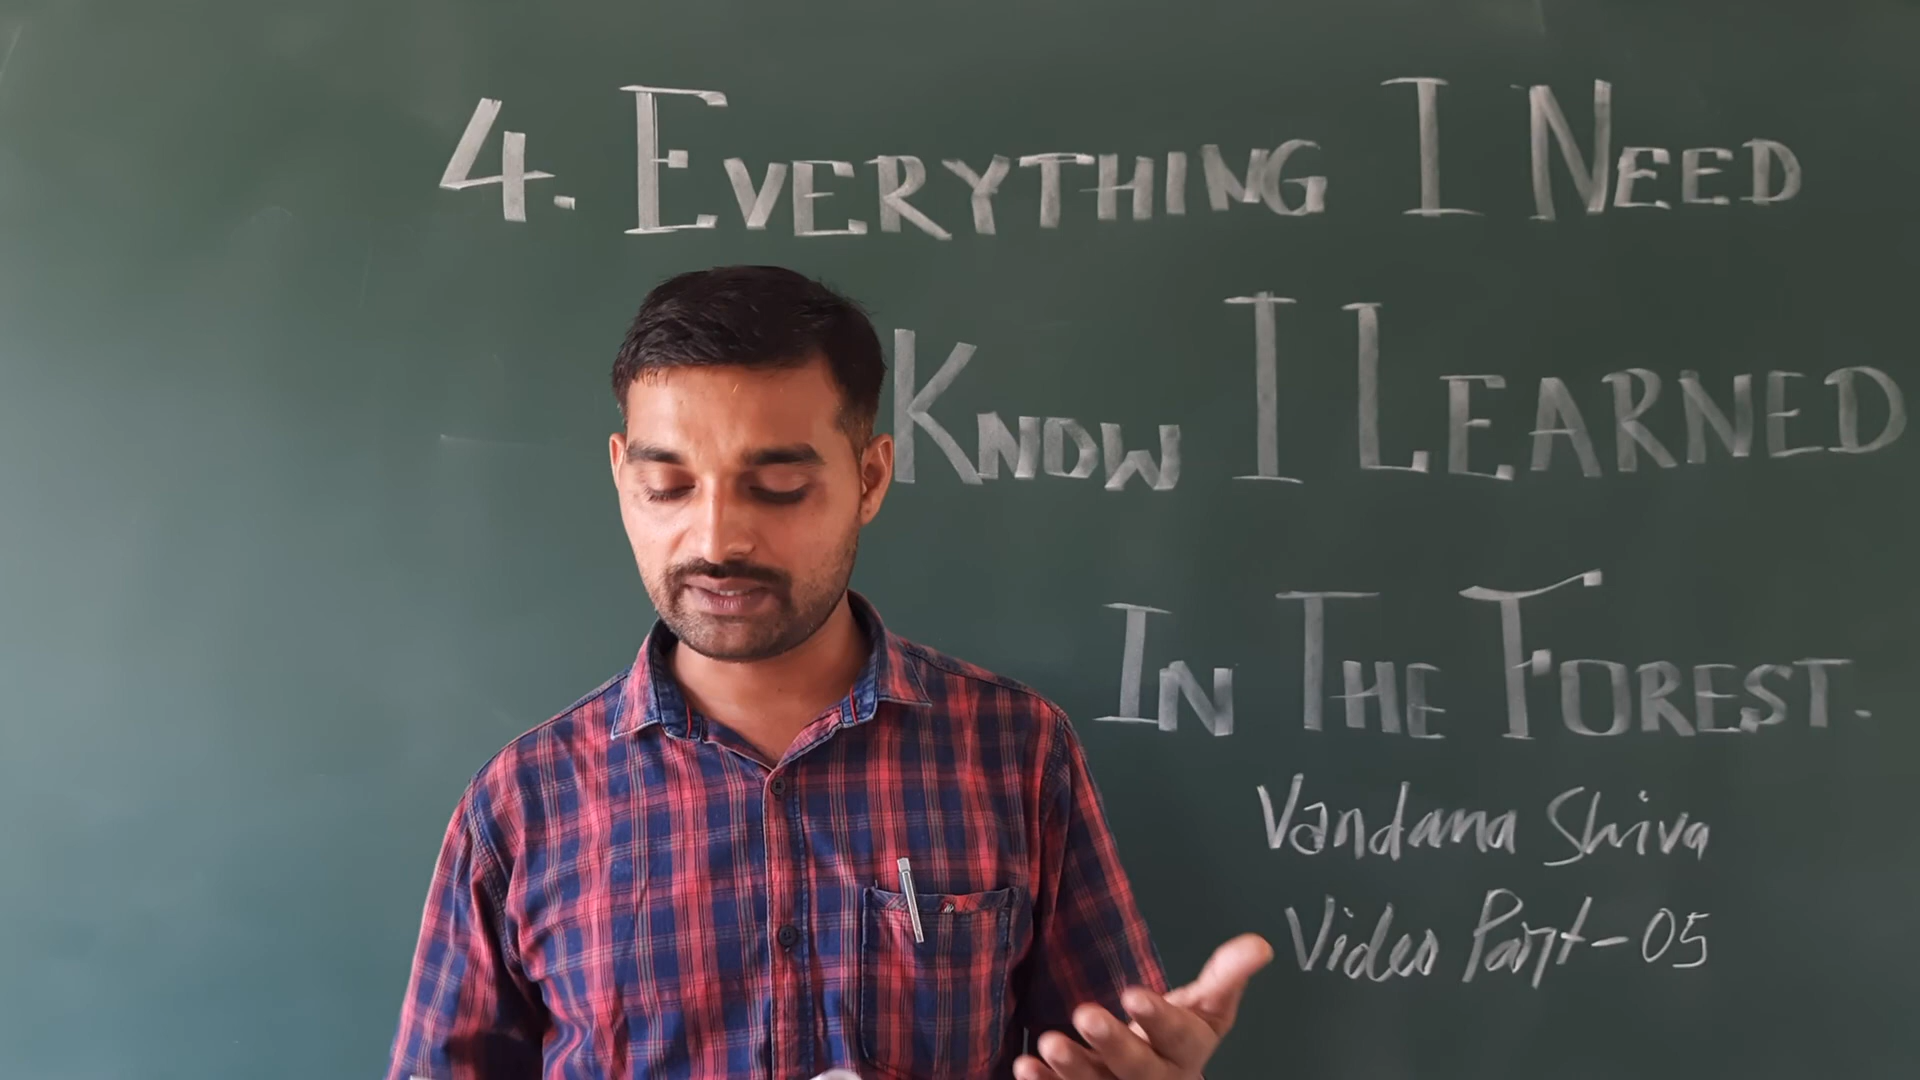 4. EVERYTHING I NEED
KNOW I LEARNED
IN THE FOREST.
Vandana Shiva
Video Part-05